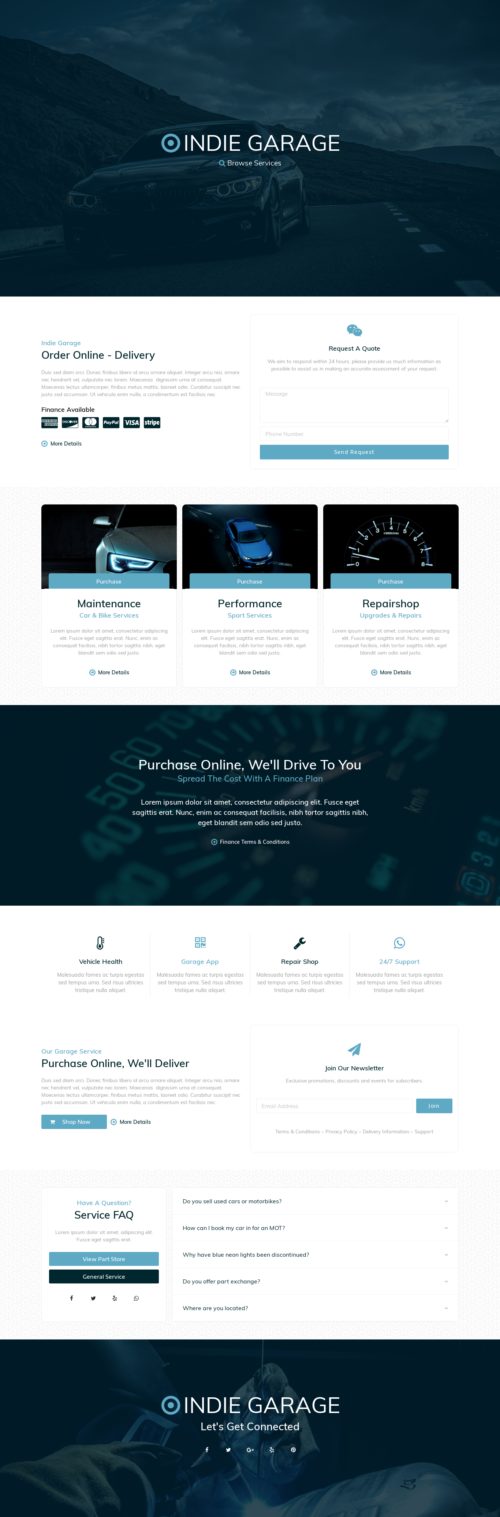 INDIE GARAGE
Browse Services
Indie Garage
Order Online - Delivery
Duis sed diam orci. Donec finibus libero id arcu ornare aliquet. Integer arcu mauris,
nec hendrerit vel, vulputate nec lorem. Maecenas dignissim urna at consequat.
Maecenas lectus ullamcorper, finibus metus mattis, laoreet odio. Curabitur suscipit nec
justo sed accumsan. Ut vehicula enim nulla, a condimentum est finibus nec.
Finance Available
DISCOVER
PayPal
VISA
stripe
More Details
Request A Quote
We aim to respond within 24 hours, please provide us much information as
possible to assist us in making an accurate assessment of your request.
Message
Phone Number
Send Request
Purchase
Maintenance
Car & Bike Services
Lorem ipsum dolor sit amet, consectetur adipiscing
elit. Fusce eget sagittis erat. Nunc, enim ac
consequat facilisis, nibh tortor sagittis nibh, eget
blandit sem odio sed justo.
More Details
Purchase
Performance
Sport Services
Lorem ipsum dolor sit amet, consectetur adipiscing
elit. Fusce eget sagittis erat. Nunc, enim ac
consequat facilisis, nibh tortor sagittis nibh, eget
blandit sem odio sed justo.
More Details
0 1 2 3 4 5 6 7 8
Purchase
Repairshop
Upgrades & Repairs
Lorem ipsum dolor sit amet, consectetur adipiscing
elit. Fusce eget sagittis erat. Nunc, enim ac
consequat facilisis, nibh tortor sagittis nibh, eget
blandit sem odio sed justo.
More Details
Purchase Online, We'll Drive To You
Spread The Cost With A Finance Plan
Lorem ipsum dolor sit amet, consectetur adipiscing elit. Fusce eget
sagittis erat. Nunc, enim ac consequat facilisis, nibh tortor sagittis nibh,
eget blandit sem odio sed justo.
Finance Terms & Conditions
60
50
40
30
km/h
Vehicle Health
Malesuada fames ac turpis egestas
sed tempus urna. Sed risus ultricies
tristique nulla aliquet.
Garage App
Malesuada fames ac turpis egestas
sed tempus urna. Sed risus ultricies
tristique nulla aliquet.
Repair Shop
Malesuada fames ac turpis egestas
sed tempus urna. Sed risus ultricies
tristique nulla aliquet.
24/7 Support
Malesuada fames ac turpis egestas
sed tempus urna. Sed risus ultricies
tristique nulla aliquet.
Our Garage Service
Purchase Online, We'll Deliver
Duis sed diam orci. Donec finibus libero id arcu ornare aliquet. Integer arcu mauris,
nec hendrerit vel, vulputate nec lorem. Maecenas dignissim urna at consequat.
Maecenas lectus ullamcorper, finibus metus mattis, laoreet odio. Curabitur suscipit nec
justo sed accumsan. Ut vehicula enim nulla, a condimentum est finibus nec.
Shop Now
More Details
Join Our Newsletter
Exclusive promotions, discounts and events for subscribers.
Email Address
Join
Terms & Conditions - Privacy Policy - Delivery Information - Support
Have A Question?
Service FAQ
Lorem ipsum dolor sit amet, adipiscing elit.
Fusce eget sagittis erat.
View Part Store
General Service
Do you sell used cars or motorbikes?
How can I book my car in for an MOT?
Why have blue neon lights been discontinued?
Do you offer part exchange?
Where are you located?
INDIE GARAGE
Let's Get Connected